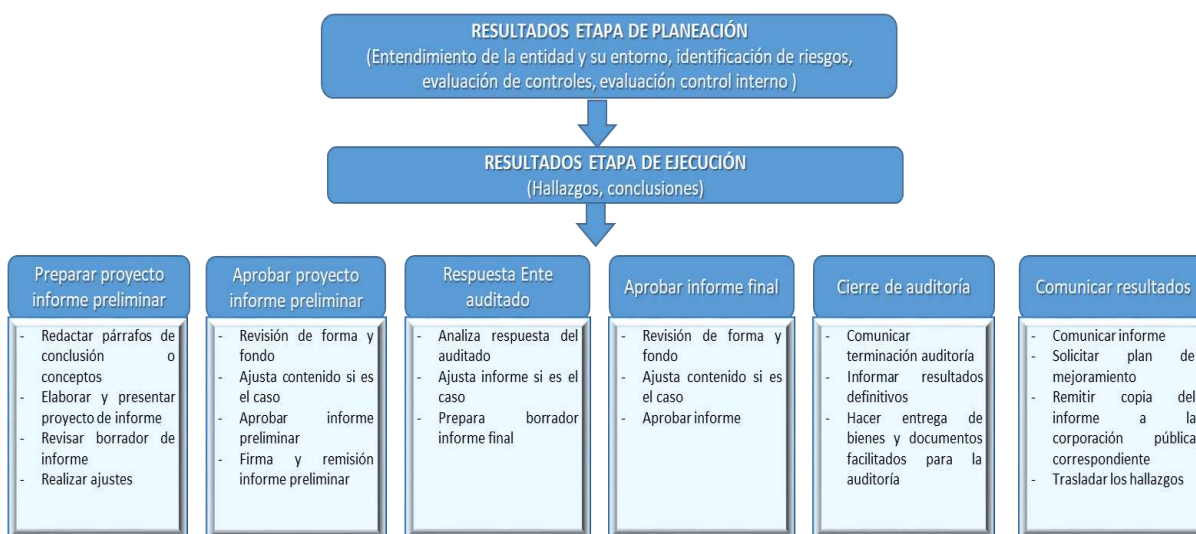 RESULTADOS ETAPA DE PLANEACIÓN
(Entendimiento de la entidad y su entorno, identificación de riesgos,
evaluación de controles, evaluación control interno )
RESULTADOS ETAPA DE EJECUCIÓN
(Hallazgos, conclusiones)
Preparar proyecto
informe preliminar
- Redactar párrafos de
conclusión o
conceptos
- Elaborar y presentar
proyecto de informe
- Revisar borrador de
informe
- Realizar ajustes
Aprobar proyecto
informe preliminar
- Revisión de forma y
fondo
- Ajusta contenido si es
el caso
- Aprobar informe
preliminar
- Firma y remisión
informe preliminar
Respuesta Ente
auditado
- Analiza respuesta del
auditado
- Ajusta informe si es el
caso
- Prepara borrador
informe final
Aprobar informe final
- Revisión de forma y
fondo
- Ajusta contenido si es
el caso
- Aprobar informe
Cierre de auditoría
- Comunicar
terminación auditoría
- Informar resultados
definitivos
- Hacer entrega de
bienes y documentos
facilitados para la
auditoría
Comunicar resultados
- Comunicar informe
- Solicitar plan de
mejoramiento
- Remitir copia del
informe a la
corporación pública
correspondiente
- Trasladar los hallazgos